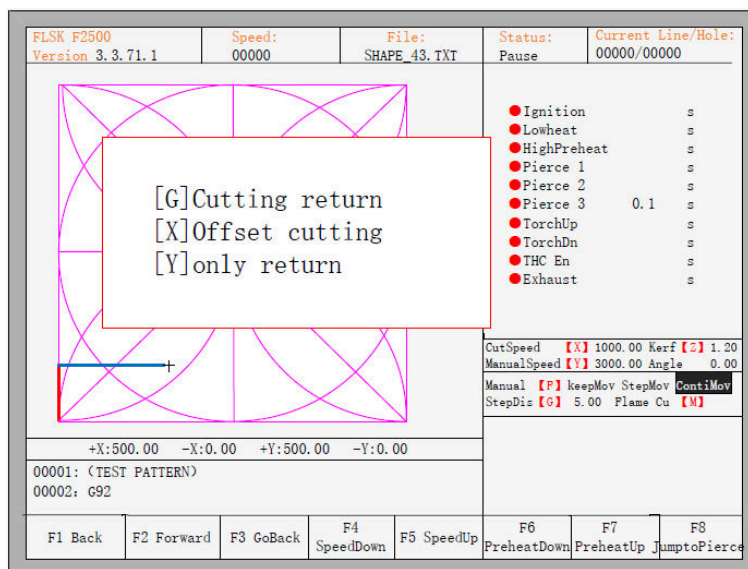 FLSK F2500 Speed: File: Status: Current Line/Hole:
Version 3.3.71.1 00000 SHAPE_43.TXT Pause 00000/00000
[G]Cutting return
[X]Offset cutting
[Y]only return
Ignition s
Lowheat s
HighPreheat s
Pierce 1 s
Pierce 2 s
Pierce 3 0.1 s
TorchUp s
TorchDn s
THC En s
Exhaust s
CutSpeed 【X】 1000.00 Kerf【Z】 1.20
ManualSpeed【Y】 3000.00 Angle 0.00
Manual 【F】 keepMov StepMov ContiMov
StepDis【G】 5.00 Plame Cu 【M】
+X:500.00 -X:0.00 +Y:500.00 -Y:0.00
00001: (TEST PATTERN)
00002: G92
F1 Back F2 Forward F3 GoBack F4 SpeedDown F5 SpeedUp F6 PreheatDown F7 PreheatUp F8 JumptoPierce